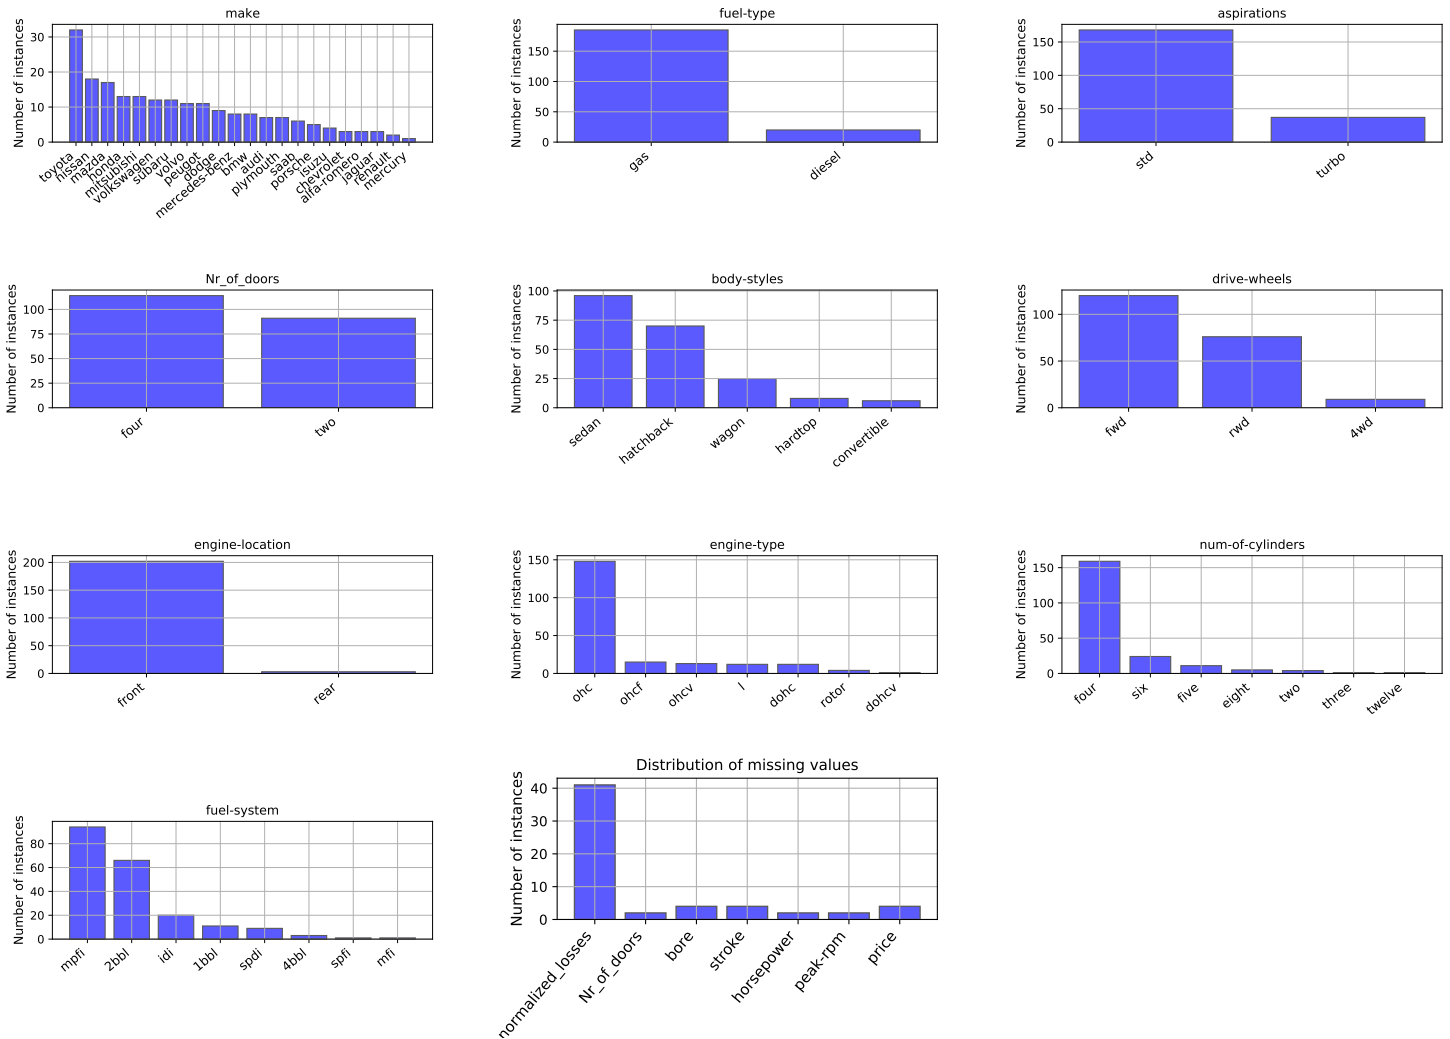 make
Number of instances
30
20
10
0
toyota
nissan
mazda
honda
mitsubishi
volkswagen
subaru
volvo
peugot
dodge
mercedes-benz
bmw
audi
plymouth
saab
porsche
isuzu
chevrolet
alfa-romero
jaguar
renault
mercury
fuel-type
Number of instances
150
100
50
0
gas
diesel
aspirations
Number of instances
150
100
50
0
std
turbo
Nr_of_doors
Number of instances
100
75
50
25
0
four
two
body-styles
Number of instances
100
75
50
25
0
sedan
hatchback
wagon
hardtop
convertible
drive-wheels
Number of instances
100
50
0
fwd
rwd
4wd
engine-location
Number of instances
200
150
100
50
0
front
rear
engine-type
Number of instances
150
100
50
0
ohc
ohcf
ohcv
l
dohc
rotor
dohcv
num-of-cylinders
Number of instances
150
100
50
0
four
six
five
eight
two
three
twelve
fuel-system
Number of instances
80
60
40
20
0
mpfi
2bbl
idi
1bbl
spdi
4bbl
spfi
mfi
Distribution of missing values
Number of instances
40
30
20
10
0
normalized_losses
Nr_of_doors
bore
stroke
horsepower
peak-rpm
price